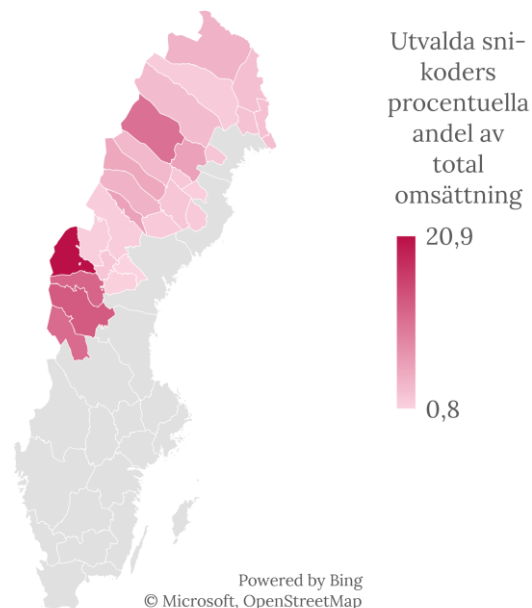 Utvalda sni-
koders
procentuella
andel av
total
omsättning
20,9
0,8
Powered by Bing
© Microsoft, OpenStreetMap